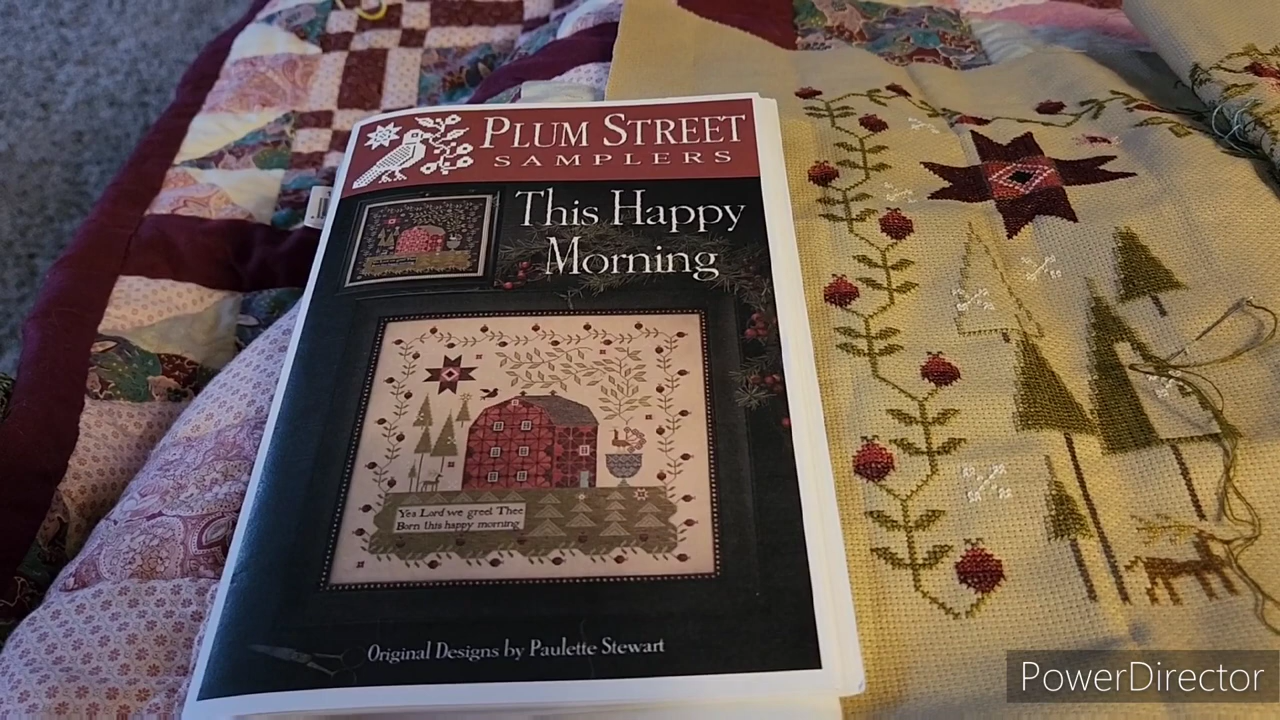 PLUM STREET
SAMPLERS
This Happy
Morning
Yea Lord we greet Thee
Born this happy morning
Original Designs by Paulette Stewart
PowerDirector